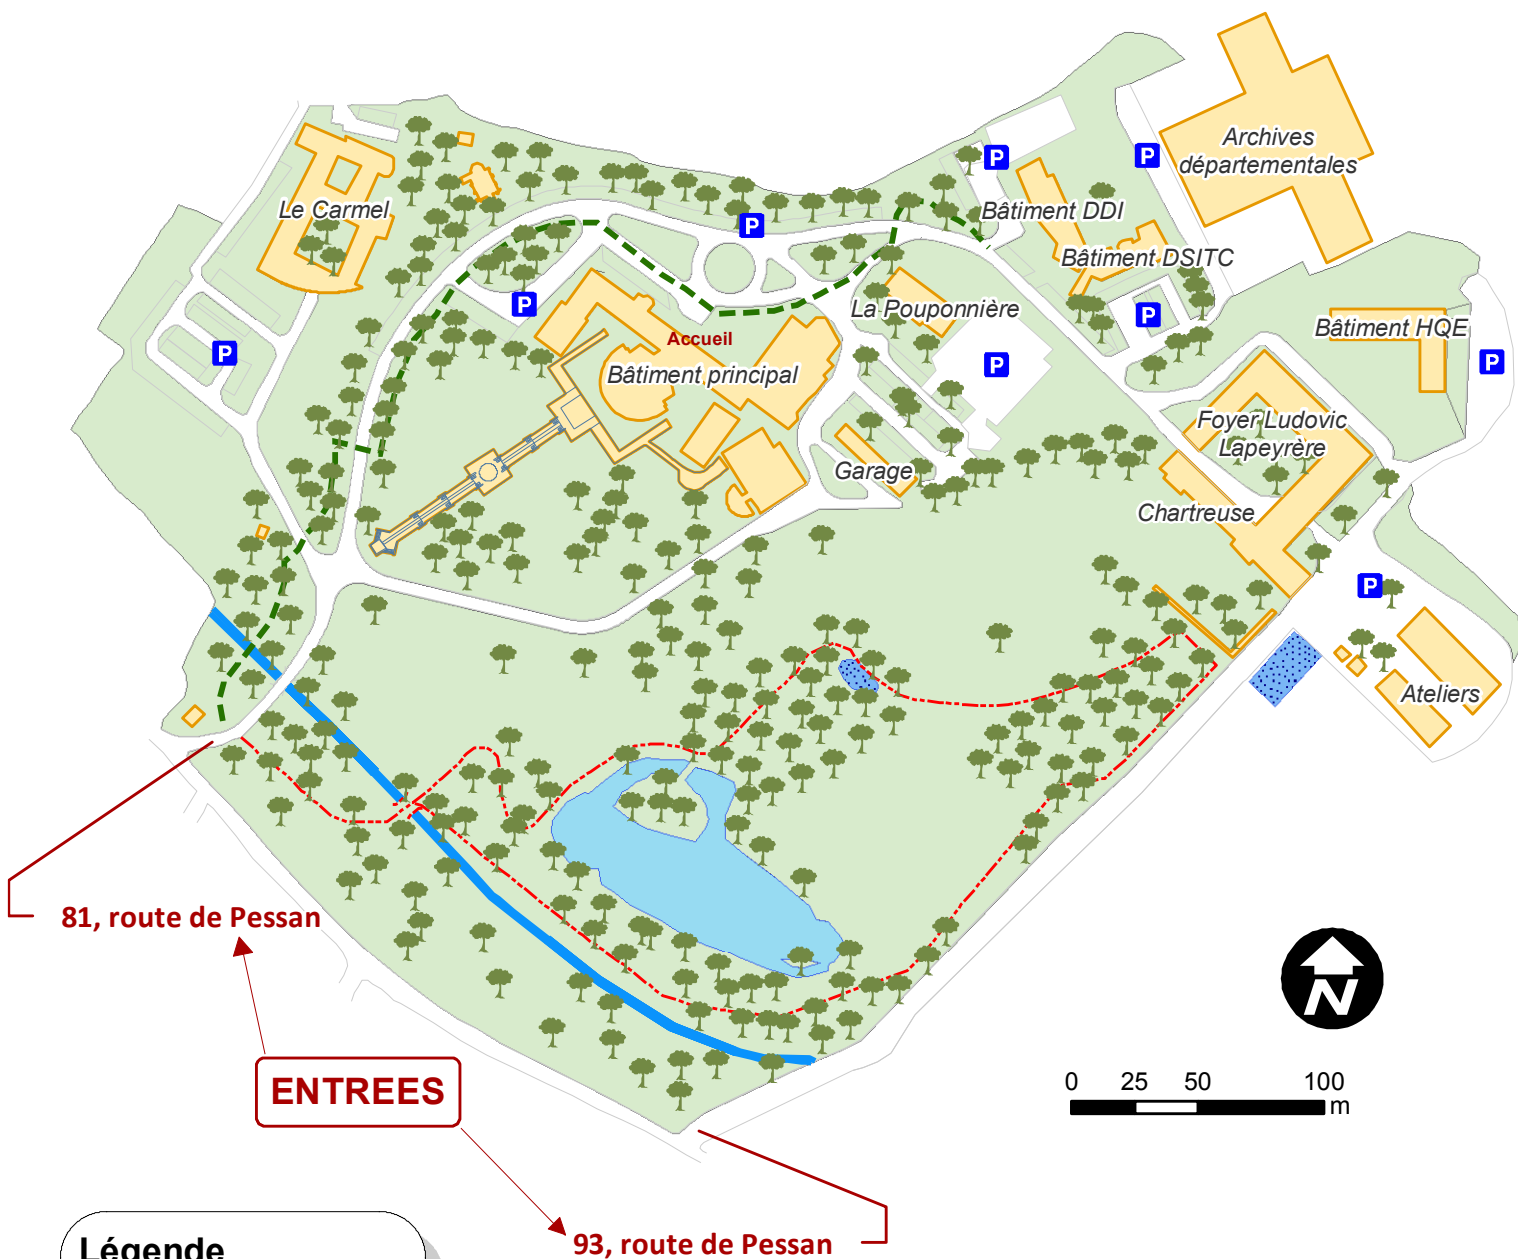 Archives
départementales
P
P
Le Carmel
Bâtiment DDI
P
Bâtiment DSITC
P
La Pouponnière
P
Bâtiment HQE
Accueil
P
P
P
Bâtiment principal
Foyer Ludovic
Lapeyrère
Garage
Chartreuse
P
Ateliers
81, route de Pessan
N
ENTREES
0 25 50 100
m
93, route de Pessan
Légende